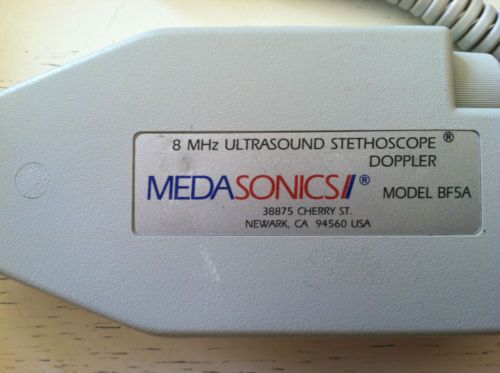 8 MHz ULTRASOUND STETHOSCOPE®
DOPPLER
MEDASONICS® MODEL BF5A
38875 CHERRY ST.
NEWARK, CA 94560 USA